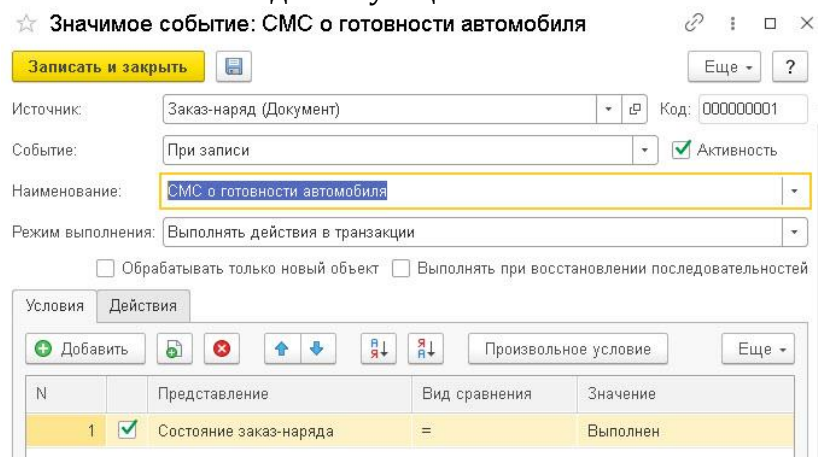 Значимое событие: СМС о готовности автомобиля
Записать и закрыть Еще ?
Источник: Заказ-наряд (Документ) Код: 000000001
Событие: При записи Активность
Наименование: СМС о готовности автомобиля
Режим выполнения: Выполнять действия в транзакции
Обрабатывать только новый объект Выполнять при восстановлении последовательностей
Условия Действия
Добавить Произвольное условие Еще
N Представление Вид сравнения Значение
1 Состояние заказ-наряда = Выполнен